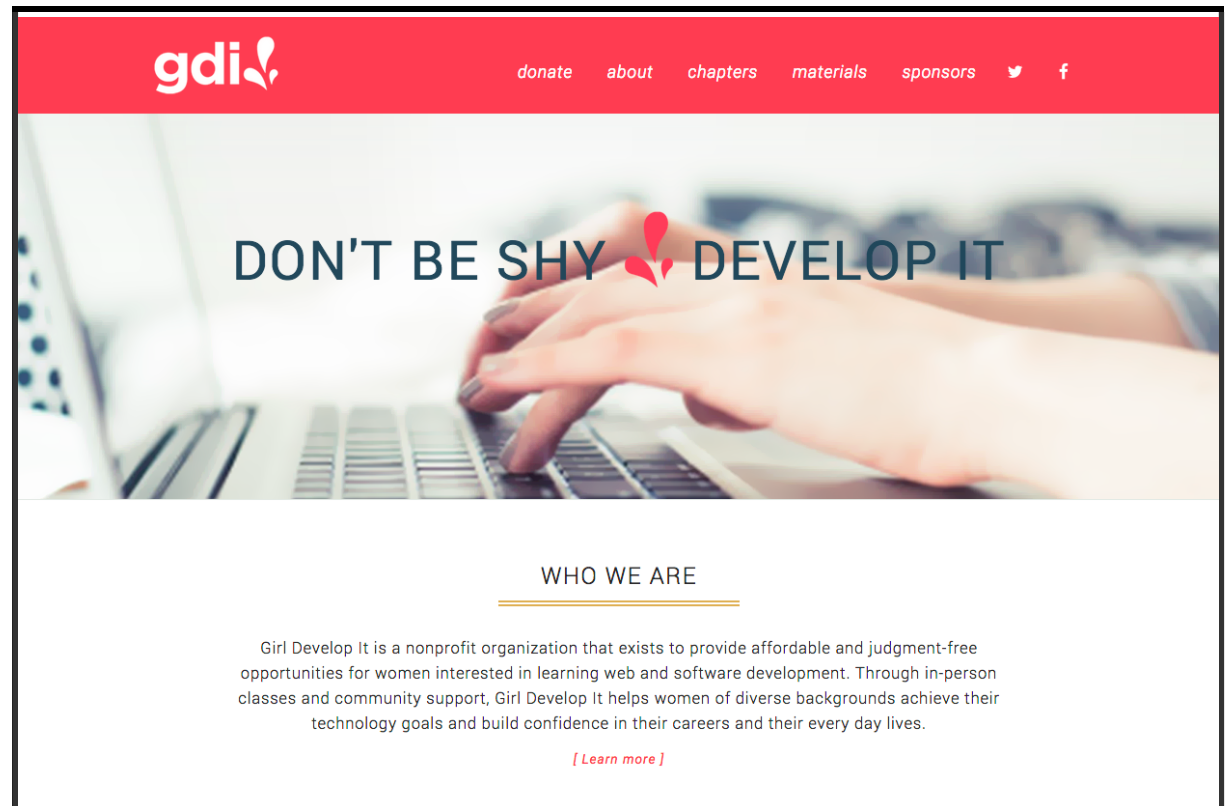 gdi
donate about chapters materials sponsors
DON'T BE SHY DEVELOP IT
WHO WE ARE
Girl Develop It is a nonprofit organization that exists to provide affordable and judgment-free
opportunities for women interested in learning web and software development. Through in-person
classes and community support, Girl Develop It helps women of diverse backgrounds achieve their
technology goals and build confidence in their careers and their every day lives.
[ Learn more ]